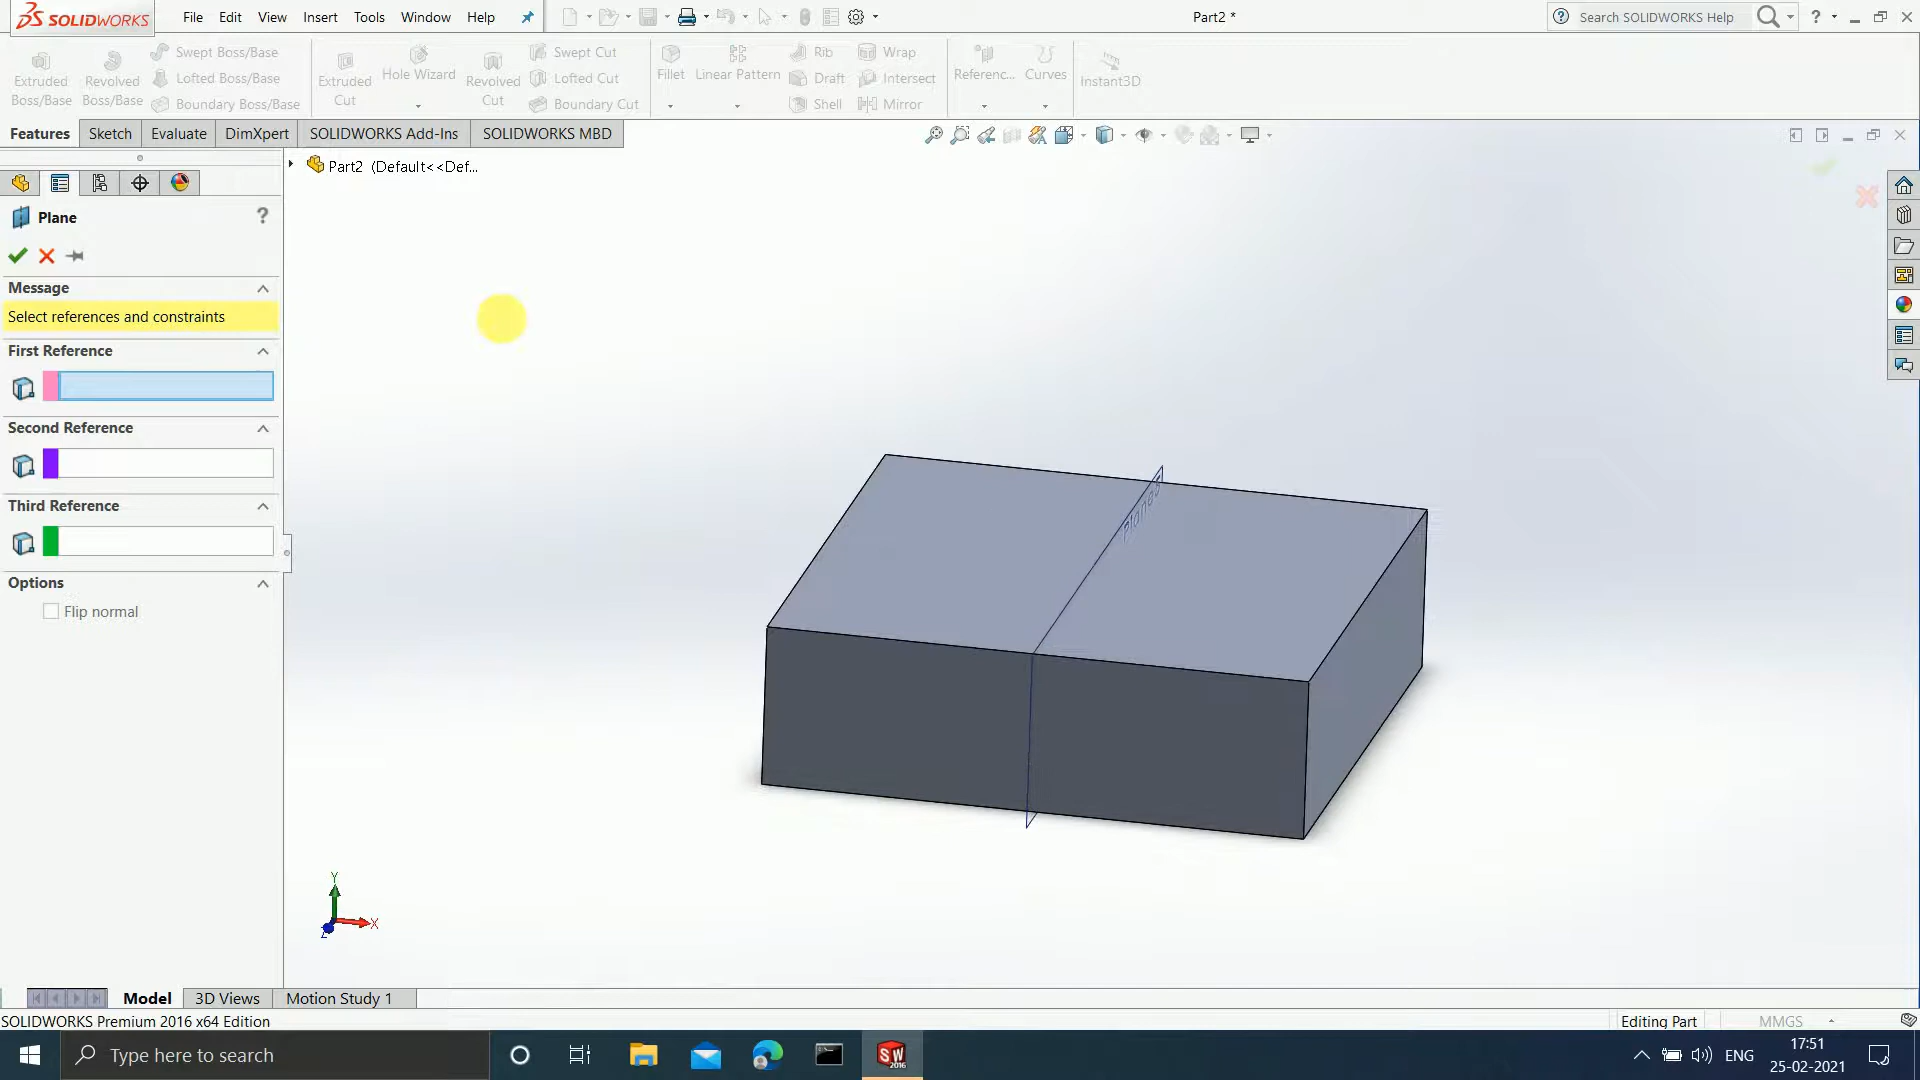 SOLIDWORKS File Edit View Insert Tools Window Help Part2 * Search SOLIDWORKS Help ?
Extruded Boss/Base
Revolved Boss/Base
Swept Boss/Base
Lofted Boss/Base
Boundary Boss/Base
Extruded Cut
Hole Wizard
Revolved Cut
Swept Cut
Lofted Cut
Boundary Cut
Fillet
Linear Pattern
Rib
Draft
Shell
Wrap
Intersect
Mirror
Referenc...
Curves
Instant3D
Features Sketch Evaluate DimXpert SOLIDWORKS Add-Ins SOLIDWORKS MBD
Part2 (Default<<Def...
Plane ?
Message
Select references and constraints
First Reference
Second Reference
Third Reference
Options
Flip normal
Y
X
Z
Model 3D Views Motion Study 1
SOLIDWORKS Premium 2016 x64 Edition Editing Part MMGS
Type here to search SW 2016 ENG 17:51
25-02-2021